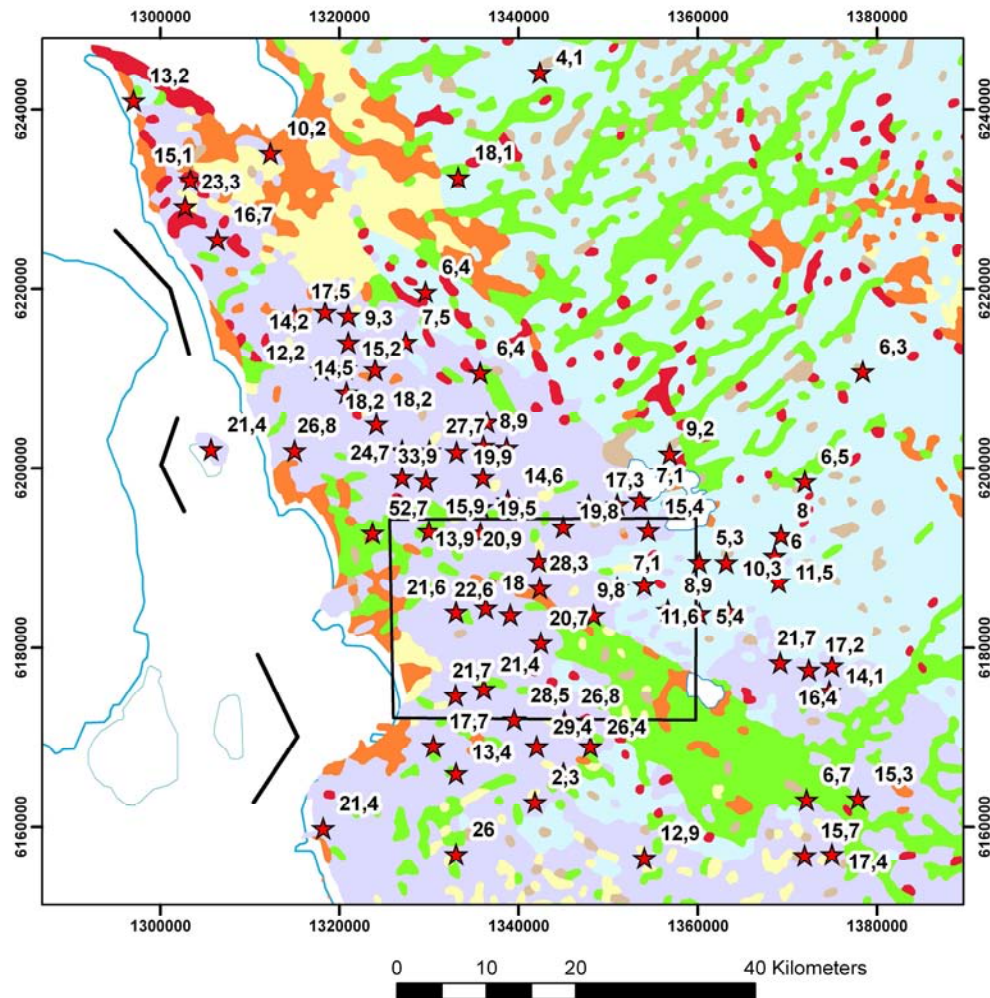 1300000 1320000 1340000 1360000 1380000
6240000 6240000
6220000 6220000
6200000 6200000
6180000 6180000
6160000 6160000
4,1
13,2
10,2
15,1
18,1
23,3
16,7
6,4
17,5
14,2 9,3 7,5
12,2 15,2 6,4 6,3
14,5
18,2 18,2
21,4 26,8 27,7 8,9
9,2
24,7 33,9 19,9
6,5
14,6 17,3 7,1
52,7 15,9 19,5 19,8 15,4 8
13,9 20,9 5,3 6
28,3 7,1 10,3 11,5
21,6 22,6 18 9,8 8,9
20,7 11,6 5,4
21,7 17,2
21,7 21,4 14,1
28,5 26,8 16,4
17,7 29,4 26,4
13,4
2,3 6,7 15,3
21,4
26 12,9 15,7
17,4
1300000 1320000 1340000 1360000 1380000
0 10 20 40 Kilometers